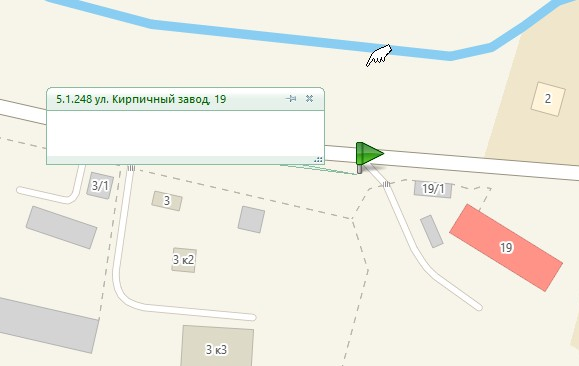 5.1.248 ул. Кирпичный завод, 19
2
3/1
3
19/1
19
3 к2
3 к3